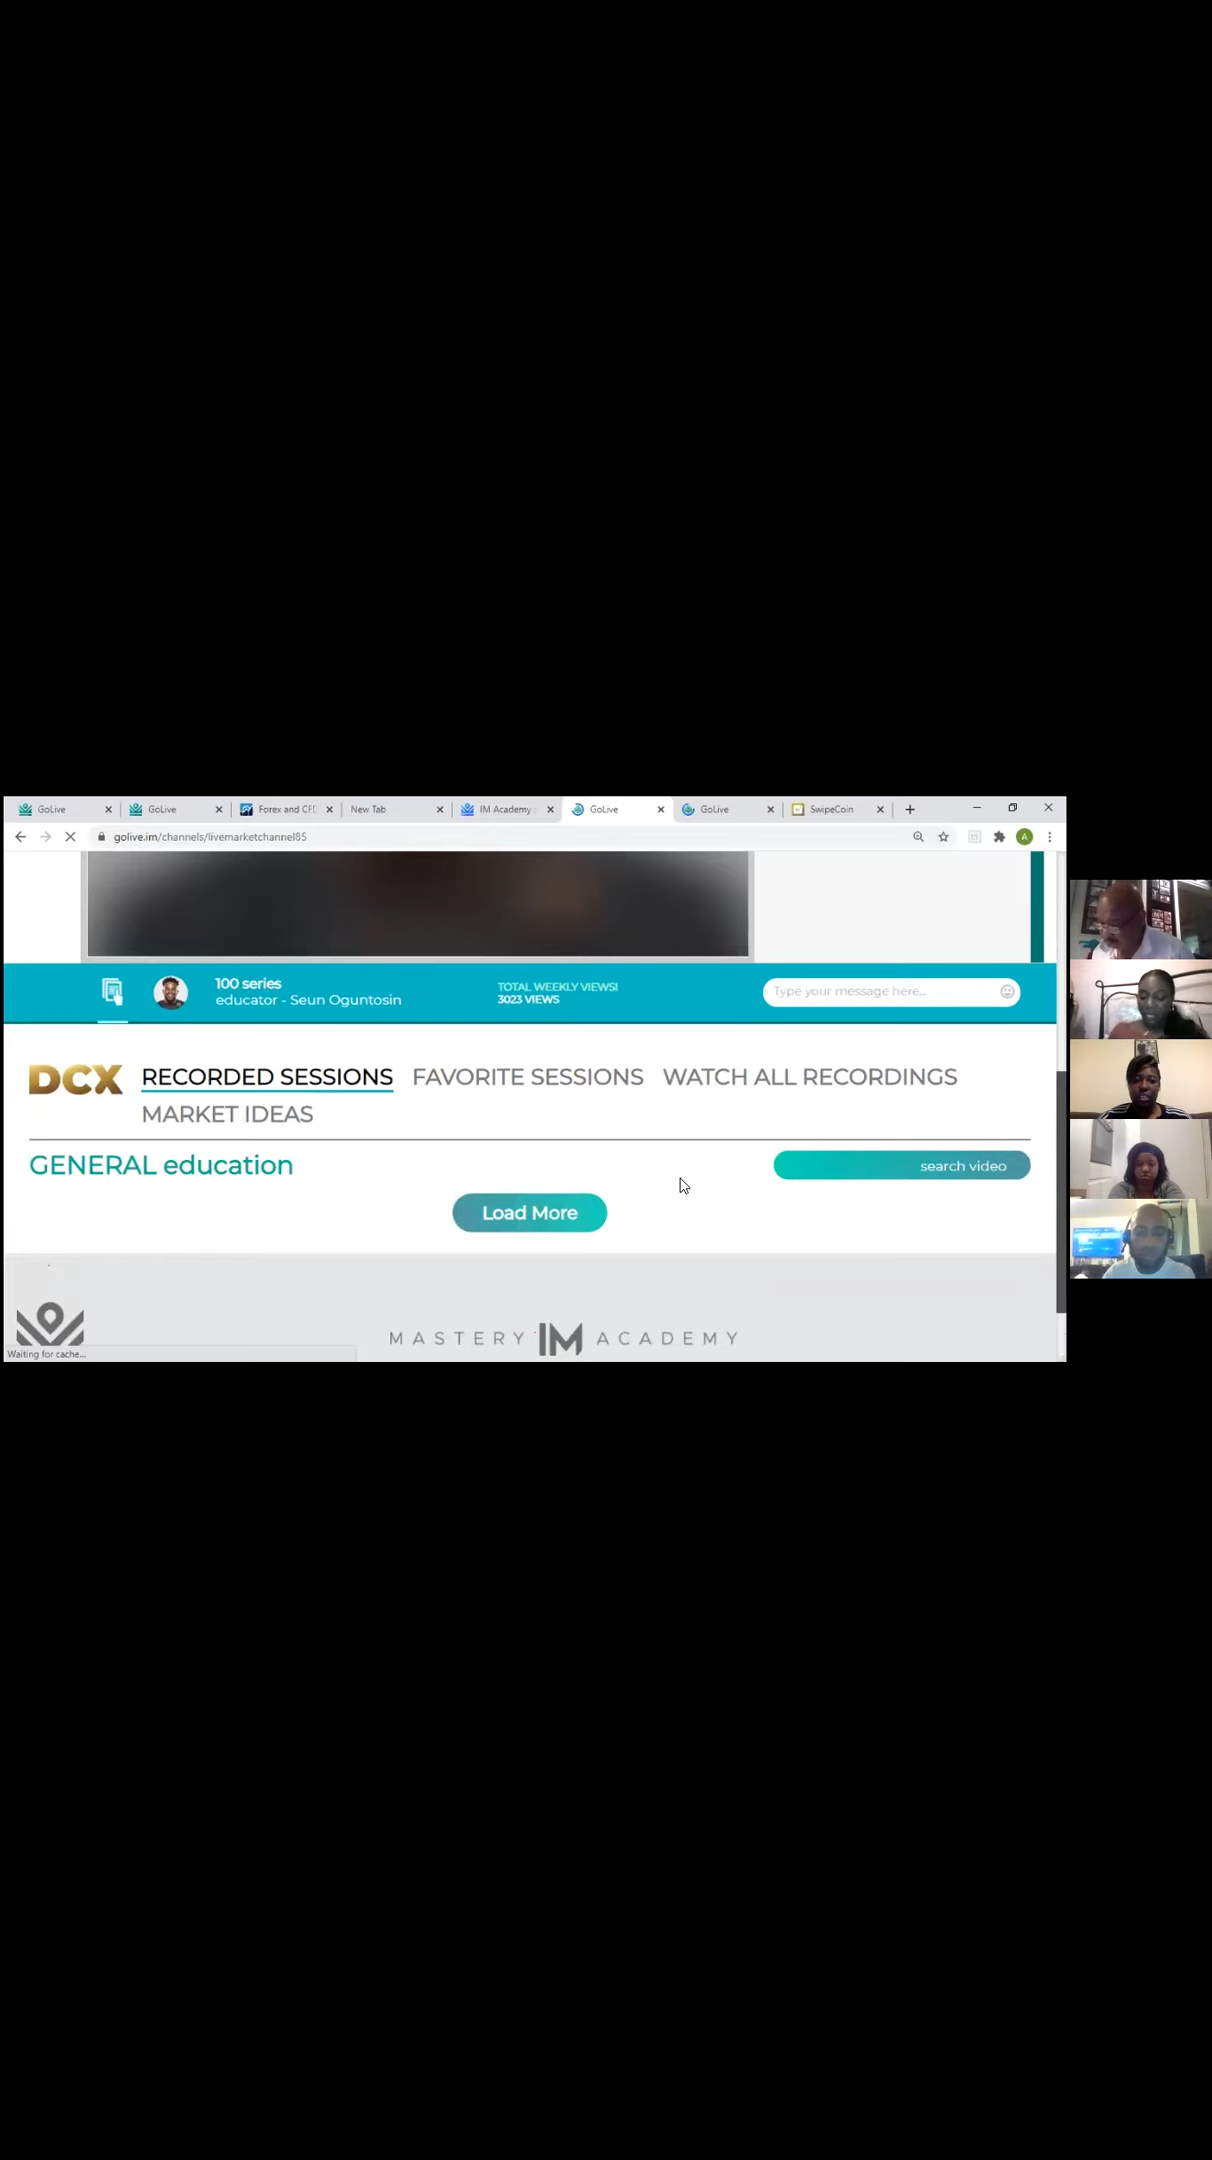 GoLive
GoLive
Forex and CFD
New Tab
IM Academy :
GoLive
GoLive
SwipeCoin
golive.im/channels/livemarketchannel85
A
100 series
educator - Seun Oguntosin
TOTAL WEEKLY VIEWS!
3023 VIEWS
Type your message here...
DCX
RECORDED SESSIONS
FAVORITE SESSIONS
WATCH ALL RECORDINGS
MARKET IDEAS
GENERAL education
search video
Load More
MASTERY IM ACADEMY
Waiting for cache...